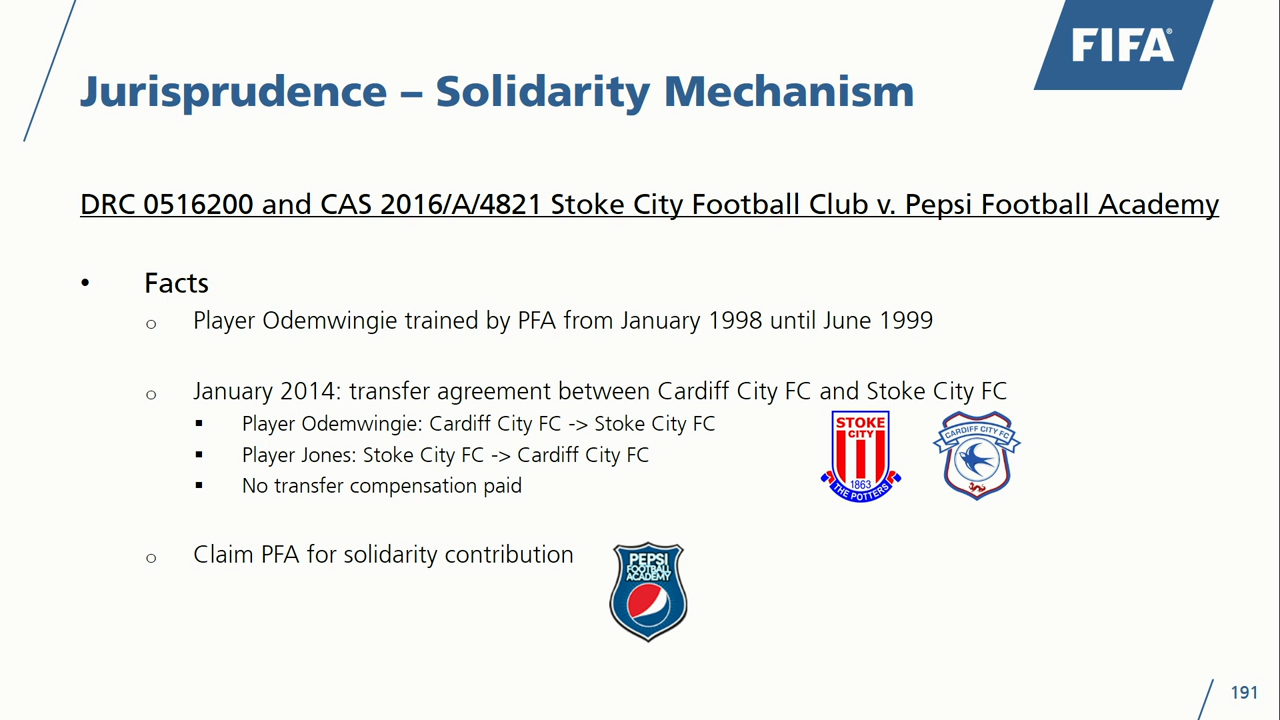 FIFA®
Jurisprudence – Solidarity Mechanism
DRC 0516200 and CAS 2016/A/4821 Stoke City Football Club v. Pepsi Football Academy
• Facts
o Player Odemwingie trained by PFA from January 1998 until June 1999
o January 2014: transfer agreement between Cardiff City FC and Stoke City FC
▪ Player Odemwingie: Cardiff City FC -> Stoke City FC
▪ Player Jones: Stoke City FC -> Cardiff City FC
▪ No transfer compensation paid
STOKE
CITY
1863
THE POTTERS
CARDIFF CITY FC
o Claim PFA for solidarity contribution
PEPSI
FOOTBALL
ACADEMY
191